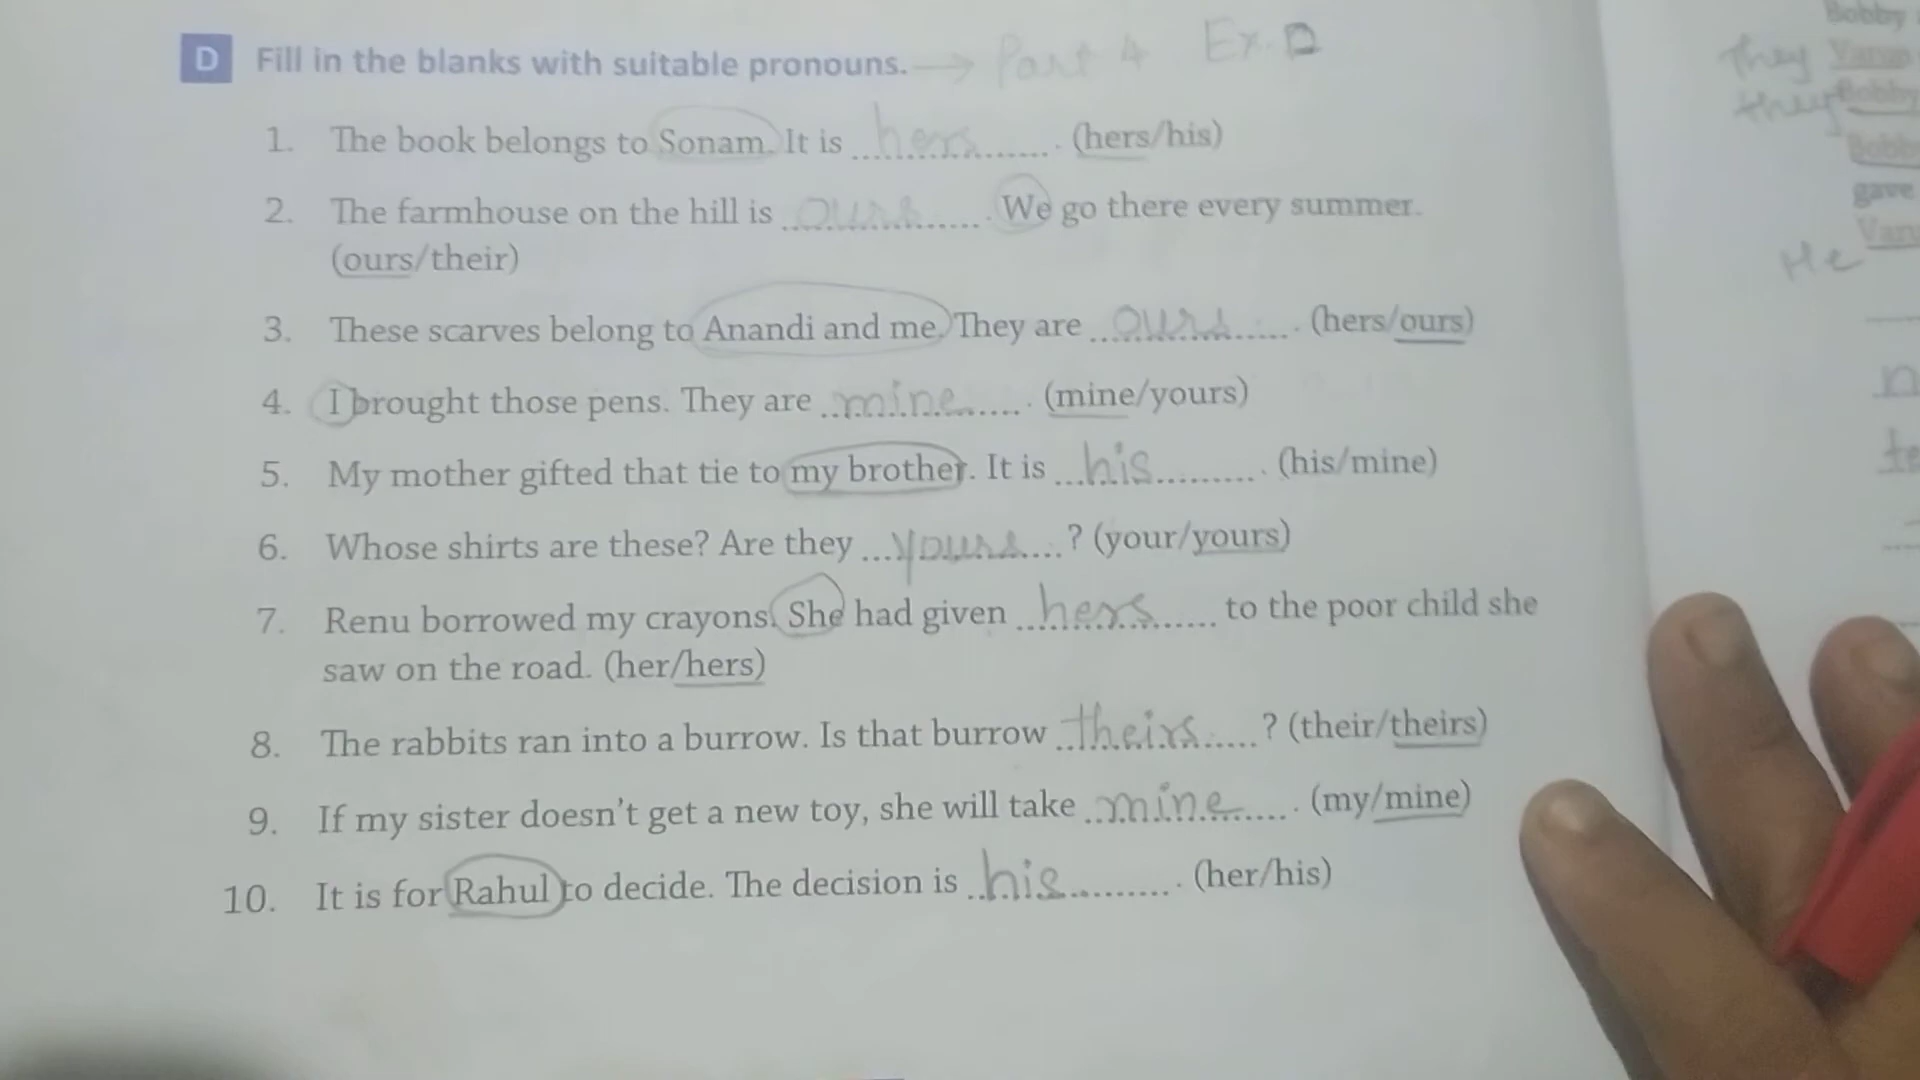 D Fill in the blanks with suitable pronouns. → Part 4 Ex. D
1. The book belongs to Sonam. It is hers. (hers/his)
2. The farmhouse on the hill is ours. We go there every summer.
(ours/their)
3. These scarves belong to Anandi and me. They are ours. (hers/ours)
4. I brought those pens. They are mine. (mine/yours)
5. My mother gifted that tie to my brother. It is his. (his/mine)
6. Whose shirts are these? Are they yours? (your/yours)
7. Renu borrowed my crayons. She had given hers to the poor child she
saw on the road. (her/hers)
8. The rabbits ran into a burrow. Is that burrow theirs? (their/theirs)
9. If my sister doesn't get a new toy, she will take mine. (my/mine)
10. It is for Rahul to decide. The decision is his. (her/his)
Bobby
they Varun
they Bobby
gave
He